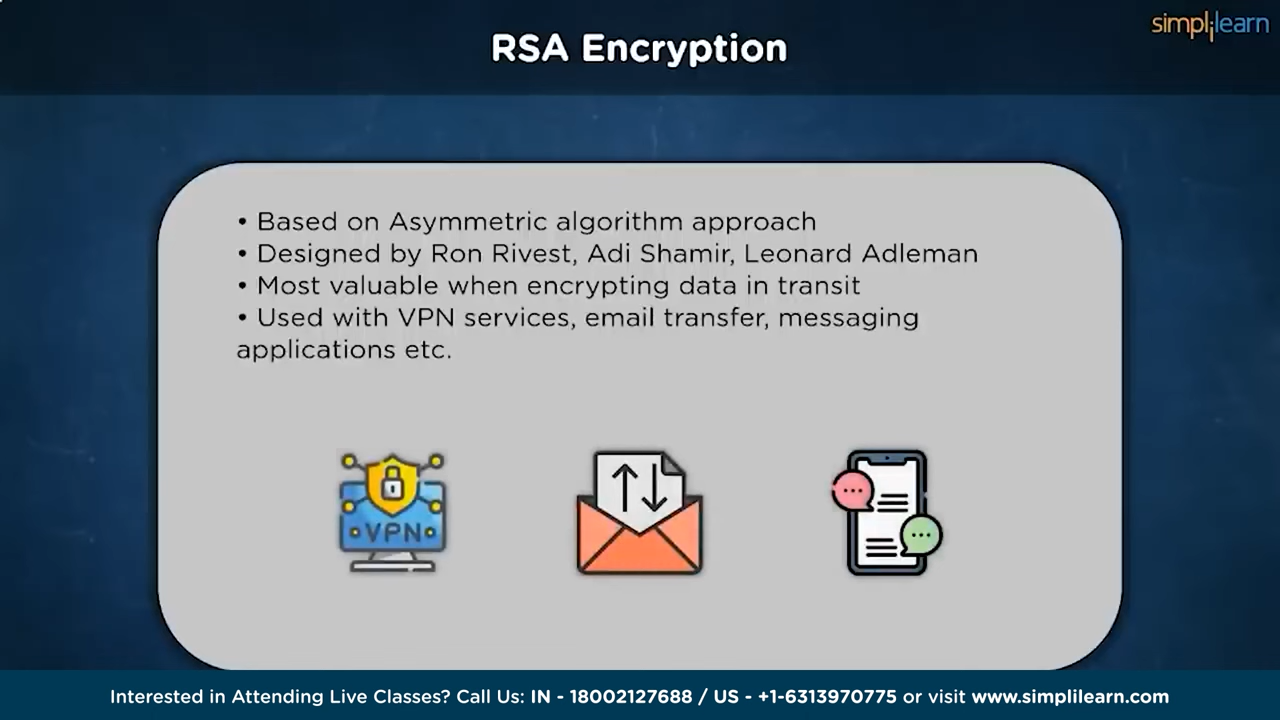 RSA Encryption
simplilearn
• Based on Asymmetric algorithm approach
• Designed by Ron Rivest, Adi Shamir, Leonard Adleman
• Most valuable when encrypting data in transit
• Used with VPN services, email transfer, messaging
applications etc.
VPN
Interested in Attending Live Classes? Call Us: IN - 18002127688 / US - +1-6313970775 or visit www.simplilearn.com